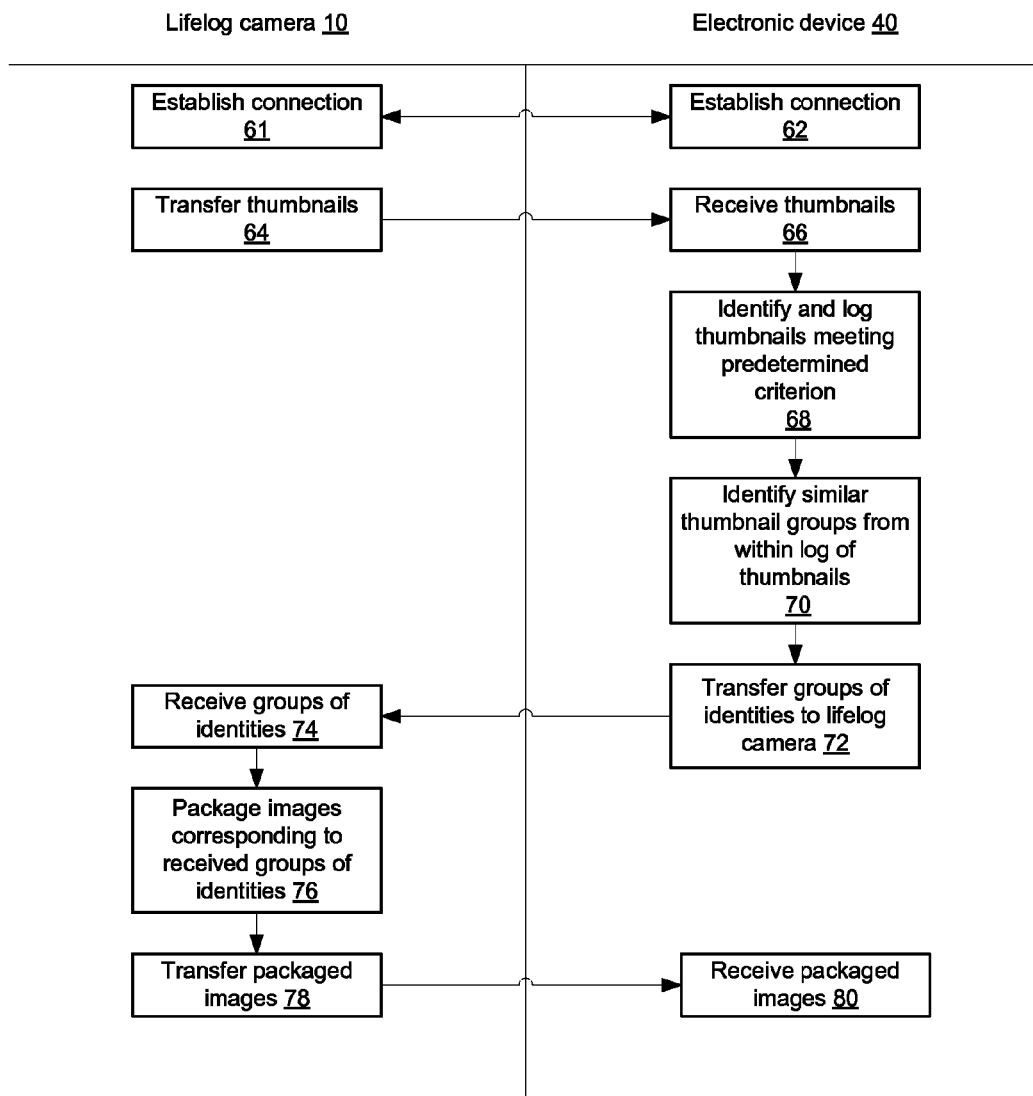 Lifelog camera 10
Electronic device 40
Establish connection
61
Establish connection
62
Transfer thumbnails
64
Receive thumbnails
66
Identify and log
thumbnails meeting
predetermined
criterion
68
Identify similar
thumbnail groups from
within log of
thumbnails
70
Transfer groups of
identities to lifelog
camera 72
Receive groups of
identities 74
Package images
corresponding to
received groups of
identities 76
Transfer packaged
images 78
Receive packaged
images 80